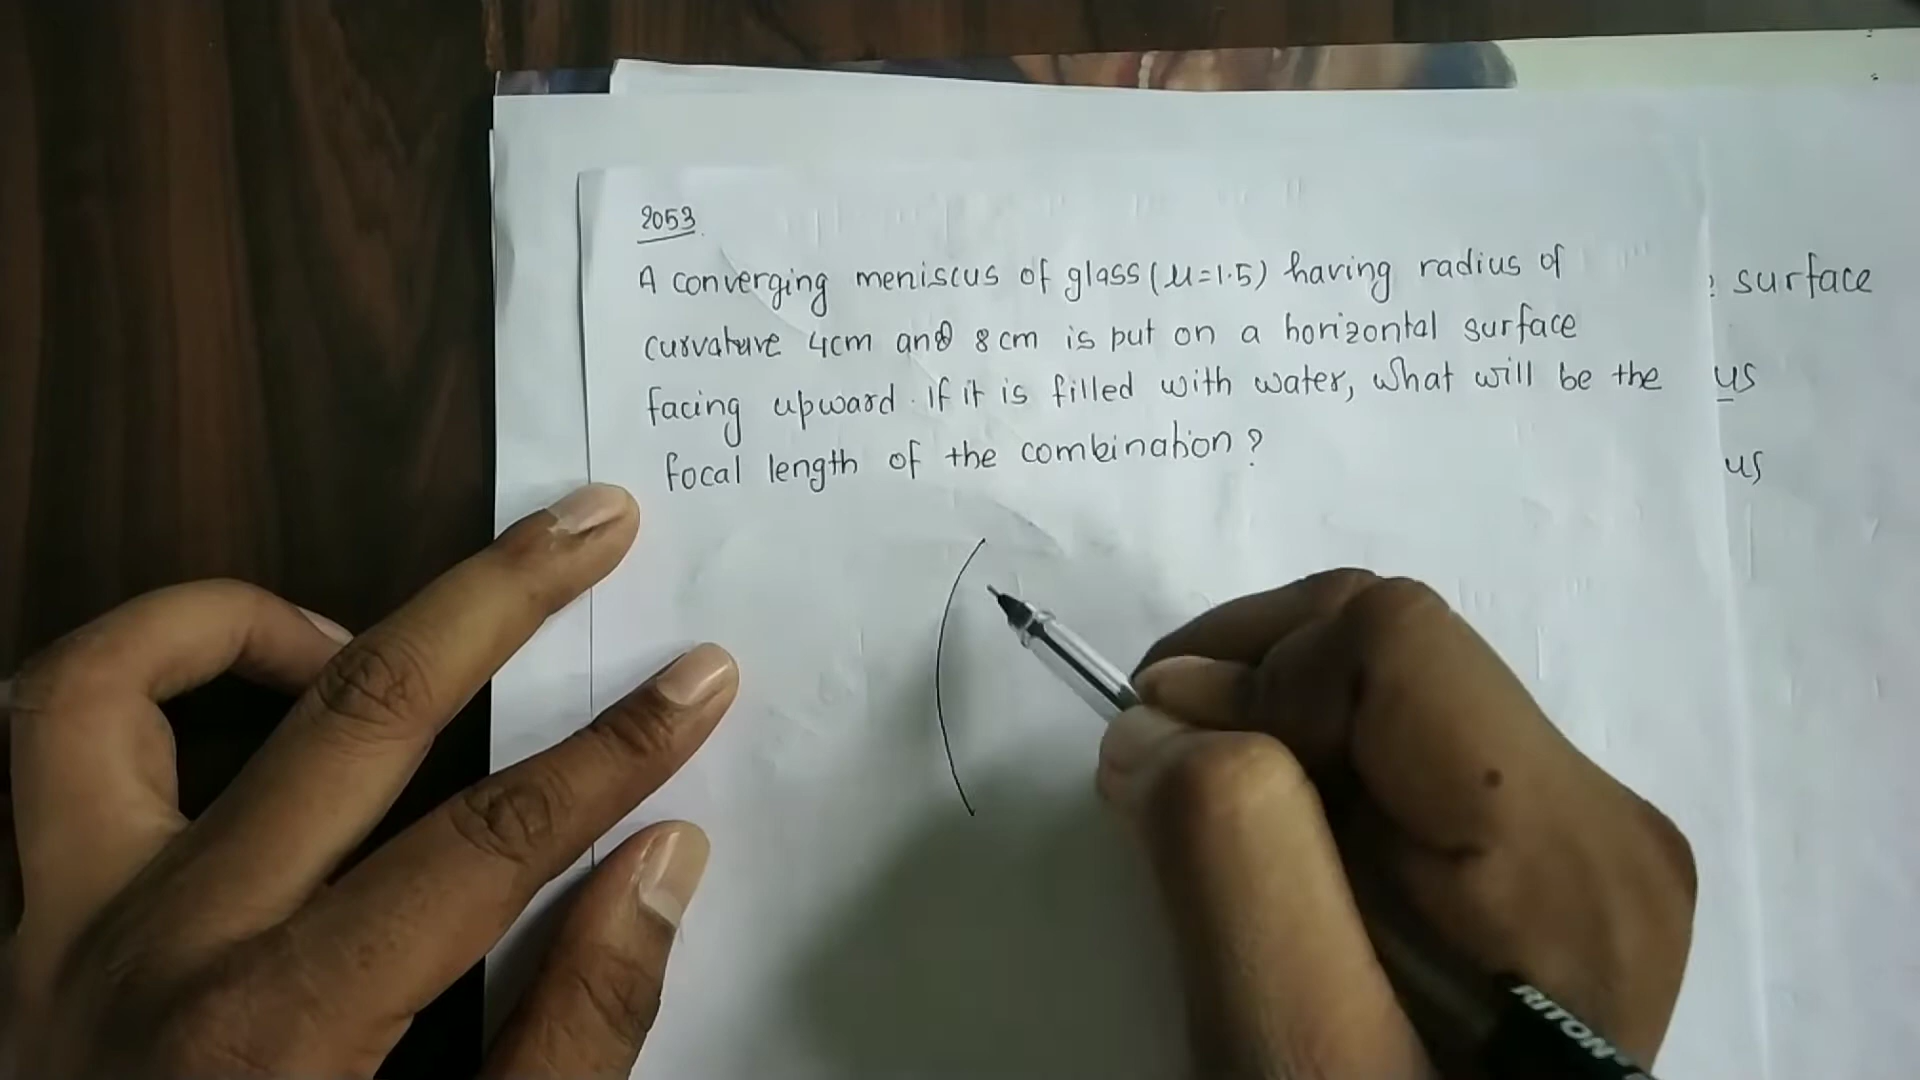 2053
A converging meniscus of glass (μ=1.5) having radius of
curvature 4cm and 8cm is put on a horizontal surface
facing upward. if it is filled with water, what will be the
focal length of the combination?
surface
us
us
RITON